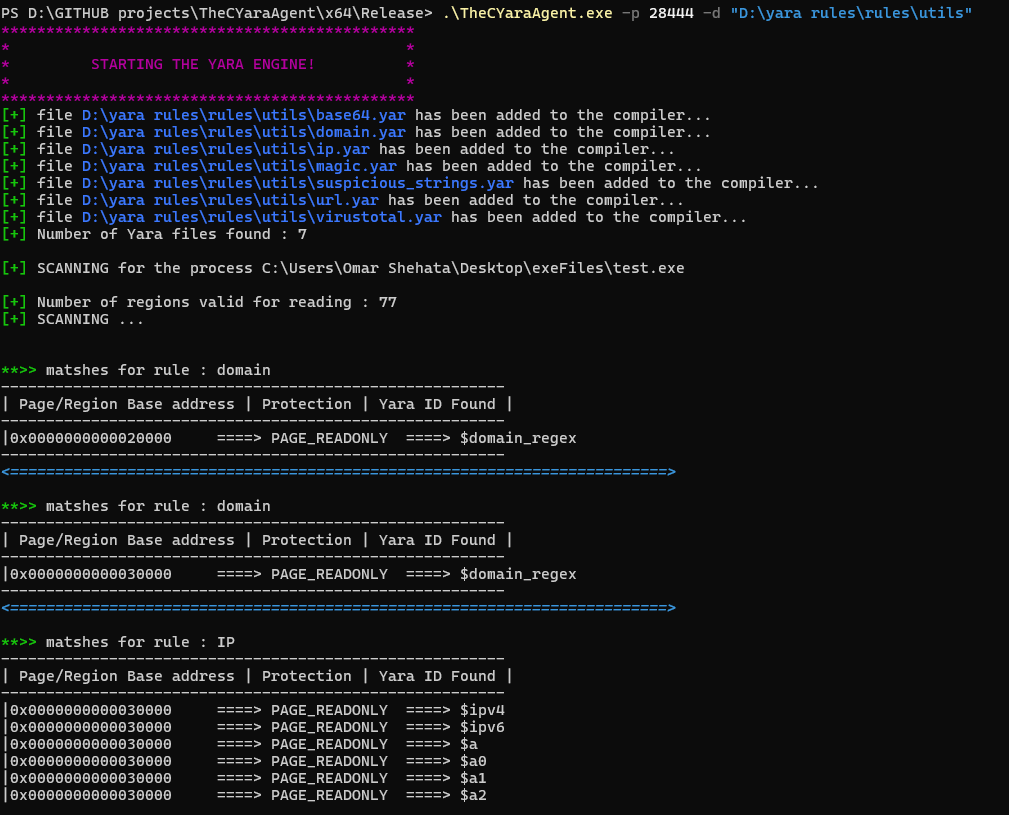 PS D:\GITHUB projects\TheCYaraAgent\x64\Release> .\TheCYaraAgent.exe -p 28444 -d "D:\yara rules\rules\utils"
**********************************************
*                                            *
*         STARTING THE YARA ENGINE!          *
*                                            *
**********************************************
[+] file D:\yara rules\rules\utils\base64.yar has been added to the compiler...
[+] file D:\yara rules\rules\utils\domain.yar has been added to the compiler...
[+] file D:\yara rules\rules\utils\ip.yar has been added to the compiler...
[+] file D:\yara rules\rules\utils\magic.yar has been added to the compiler...
[+] file D:\yara rules\rules\utils\suspicious_strings.yar has been added to the compiler...
[+] file D:\yara rules\rules\utils\url.yar has been added to the compiler...
[+] file D:\yara rules\rules\utils\virustotal.yar has been added to the compiler...
[+] Number of Yara files found : 7
[+] SCANNING for the process C:\Users\Omar Shehata\Desktop\exeFiles\test.exe
[+] Number of regions valid for reading : 77
[+] SCANNING ...
**>> matshes for rule : domain
--------------------------------------------------------
| Page/Region Base address | Protection | Yara ID Found |
--------------------------------------------------------
|0x0000000000020000     ====> PAGE_READONLY  ====> $domain_regex
--------------------------------------------------------
<=========================================================================>
**>> matshes for rule : domain
--------------------------------------------------------
| Page/Region Base address | Protection | Yara ID Found |
--------------------------------------------------------
|0x0000000000030000     ====> PAGE_READONLY  ====> $domain_regex
--------------------------------------------------------
<=========================================================================>
**>> matshes for rule : IP
--------------------------------------------------------
| Page/Region Base address | Protection | Yara ID Found |
--------------------------------------------------------
|0x0000000000030000     ====> PAGE_READONLY  ====> $ipv4
|0x0000000000030000     ====> PAGE_READONLY  ====> $ipv6
|0x0000000000030000     ====> PAGE_READONLY  ====> $a
|0x0000000000030000     ====> PAGE_READONLY  ====> $a0
|0x0000000000030000     ====> PAGE_READONLY  ====> $a1
|0x0000000000030000     ====> PAGE_READONLY  ====> $a2